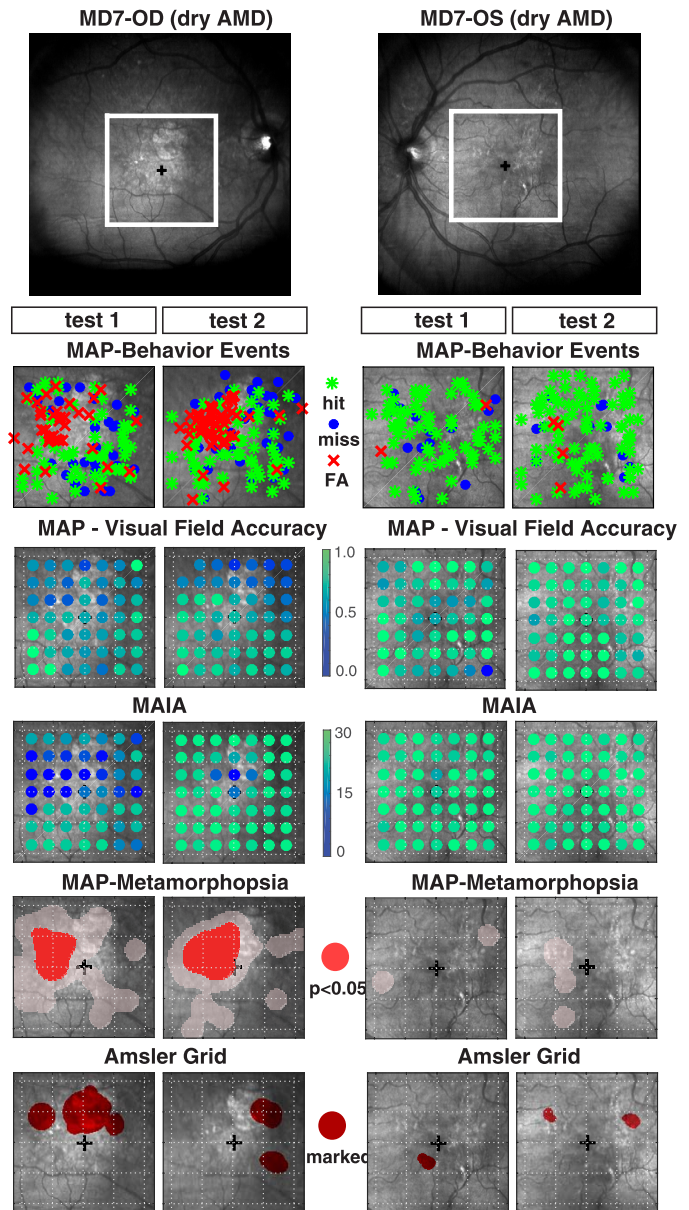 MD7-OD (dry AMD) MD7-OS (dry AMD)
test 1 test 2 test 1 test 2
MAP-Behavior Events MAP-Behavior Events
hit
miss
FA
MAP - Visual Field Accuracy MAP - Visual Field Accuracy
1.0
0.5
0.0
MAIA MAIA
30
15
0
MAP-Metamorphopsia MAP-Metamorphopsia
p<0.05
Amsler Grid Amsler Grid
marked